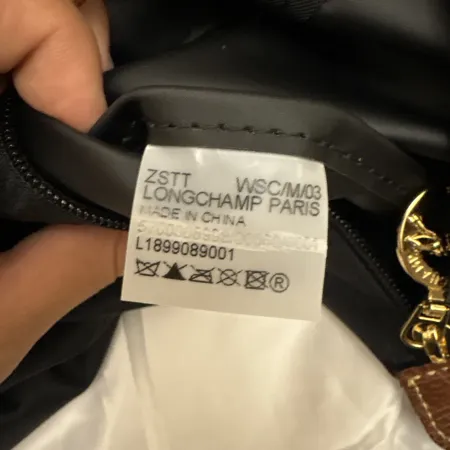 ZSTT WSC/M/03
LONGCHAMP PARIS
MADE IN CHINA
L1899089001
Ⓡ